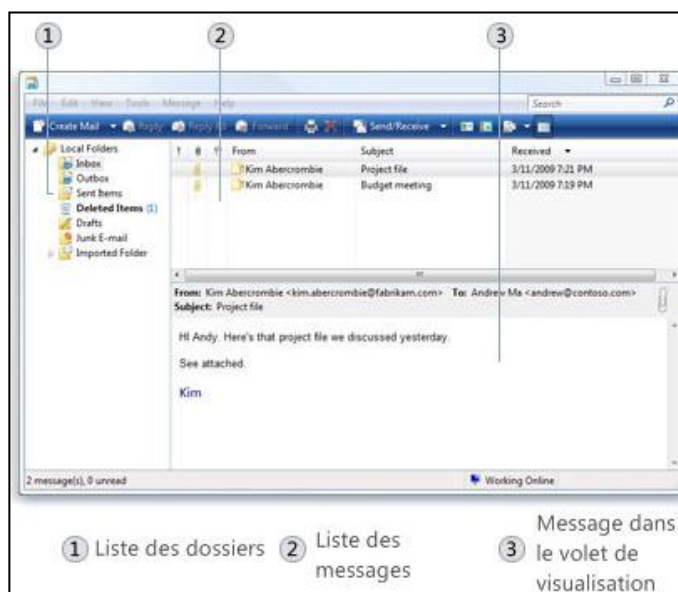 1 2 3
File Edit View Tools Message Help
Search
Create Mail Reply Reply All Forward Send/Receive
Local Folders
Inbox
Outbox
Sent Items
Deleted Items (1)
Drafts
Junk E-mail
Imported Folder
! From Subject Received
Kim Abercrombie Project file 3/11/2009 7:21 PM
Kim Abercrombie Budget meeting 3/11/2009 7:19 PM
From: Kim Abercrombie <kim.abercrombie@fabrikam.com> To: Andrew Ma <andrew@contoso.com>
Subject: Project file
HI Andy. Here's that project file we discussed yesterday.
See attached.
Kim
2 message(s), 0 unread Working Online
1 Liste des dossiers
2 Liste des
messages
3 Message dans
le volet de
visualisation